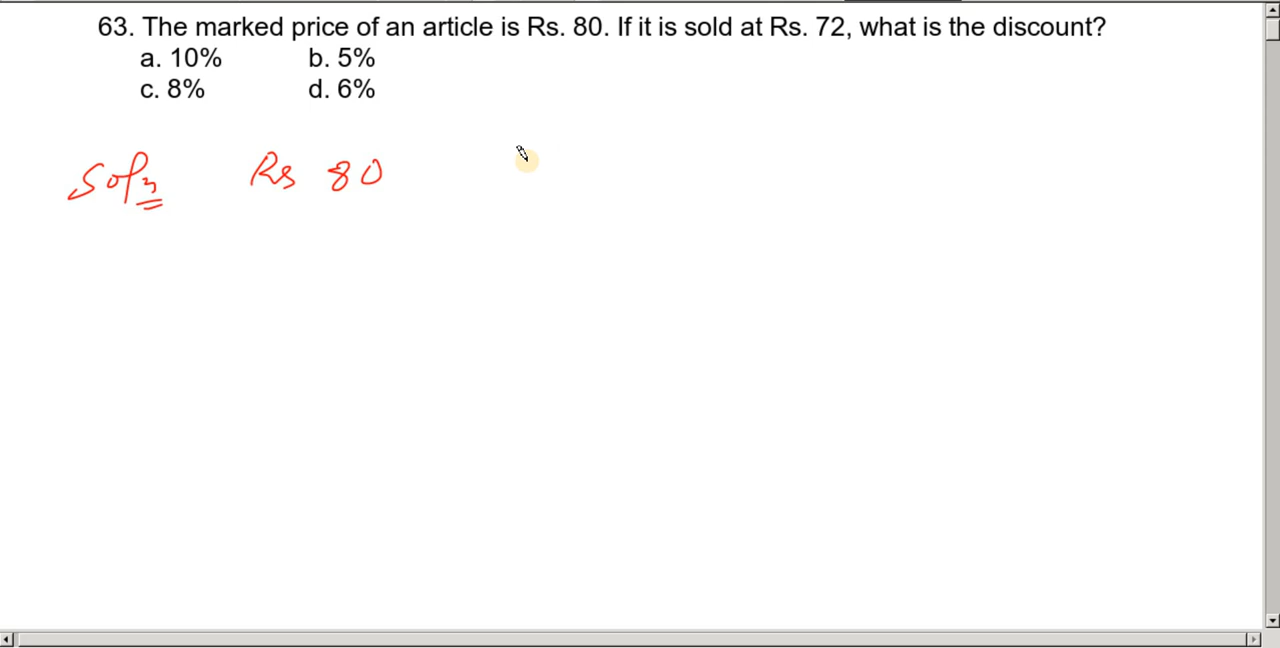 63. The marked price of an article is Rs. 80. If it is sold at Rs. 72, what is the discount?
a. 10% b. 5%
c. 8% d. 6%
Soln Rs 80